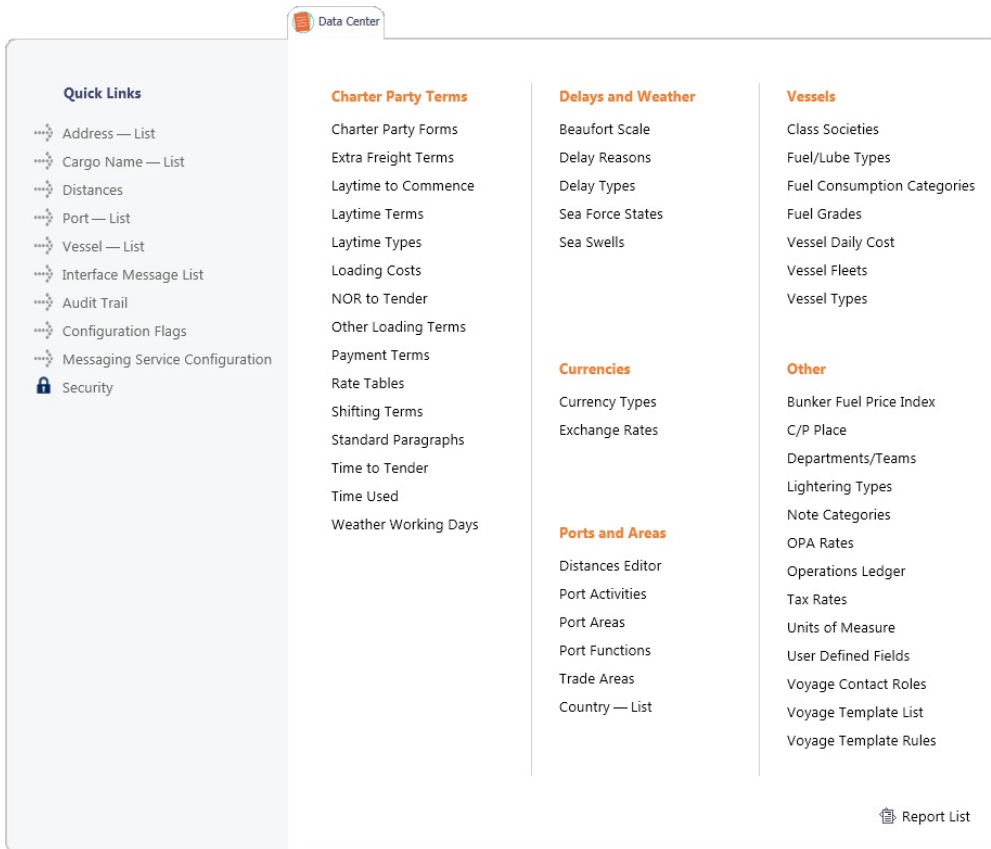 Data Center
Quick Links
Address — List
Cargo Name — List
Distances
Port — List
Vessel — List
Interface Message List
Audit Trail
Configuration Flags
Messaging Service Configuration
Security
Charter Party Terms
Charter Party Forms
Extra Freight Terms
Laytime to Commence
Laytime Terms
Laytime Types
Loading Costs
NOR to Tender
Other Loading Terms
Payment Terms
Rate Tables
Shifting Terms
Standard Paragraphs
Time to Tender
Time Used
Weather Working Days
Delays and Weather
Beaufort Scale
Delay Reasons
Delay Types
Sea Force States
Sea Swells
Currencies
Currency Types
Exchange Rates
Ports and Areas
Distances Editor
Port Activities
Port Areas
Port Functions
Trade Areas
Country — List
Vessels
Class Societies
Fuel/Lube Types
Fuel Consumption Categories
Fuel Grades
Vessel Daily Cost
Vessel Fleets
Vessel Types
Other
Bunker Fuel Price Index
C/P Place
Departments/Teams
Lightering Types
Note Categories
OPA Rates
Operations Ledger
Tax Rates
Units of Measure
User Defined Fields
Voyage Contact Roles
Voyage Template List
Voyage Template Rules
Report List